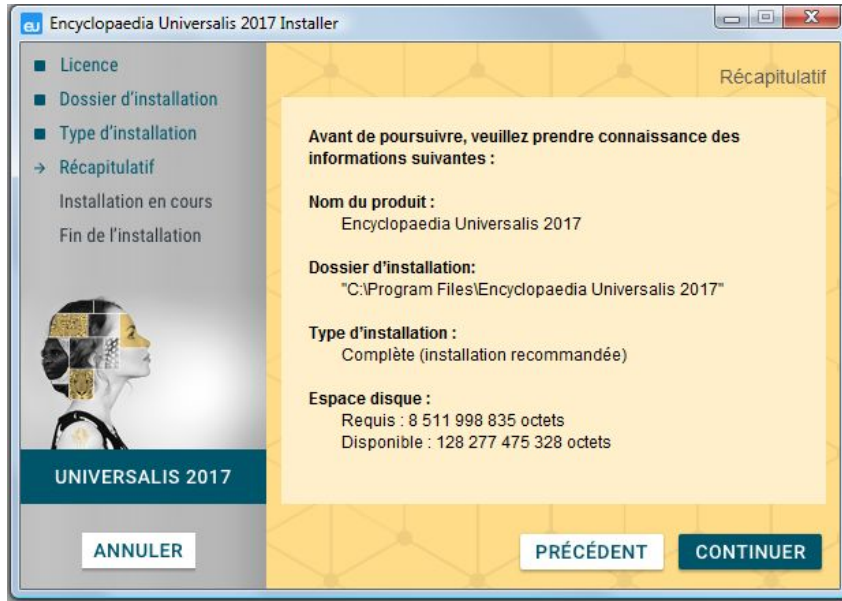 eu Encyclopaedia Universalis 2017 Installer
Licence
Dossier d'installation
Type d'installation
Récapitulatif
Installation en cours
Fin de l'installation
UNIVERSALIS 2017
ANNULER
Récapitulatif
Avant de poursuivre, veuillez prendre connaissance des
informations suivantes :
Nom du produit :
Encyclopaedia Universalis 2017
Dossier d'installation:
"C:\Program Files\Encyclopaedia Universalis 2017"
Type d'installation :
Complète (installation recommandée)
Espace disque :
Requis : 8 511 998 835 octets
Disponible : 128 277 475 328 octets
PRÉCÉDENT
CONTINUER